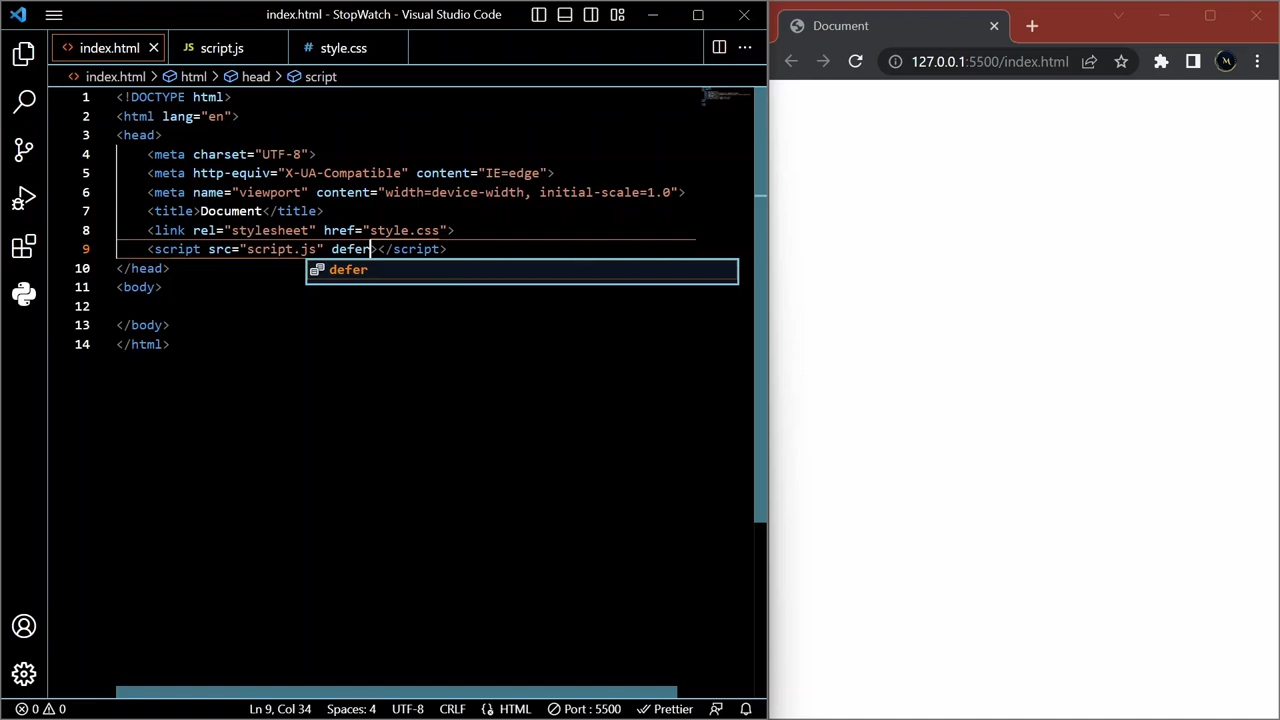 index.html - StopWatch - Visual Studio Code
index.html
JS script.js
# style.css
index.html > html > head > script
1 <!DOCTYPE html>
2 <html lang="en">
3 <head>
4 <meta charset="UTF-8">
5 <meta http-equiv="X-UA-Compatible" content="IE=edge">
6 <meta name="viewport" content="width=device-width, initial-scale=1.0">
7 <title>Document</title>
8 <link rel="stylesheet" href="style.css">
9 <script src="script.js" defer></script>
defer
10 </head>
11 <body>
12
13 </body>
14 </html>
0 0 Ln 9, Col 34 Spaces: 4 UTF-8 CRLF HTML Port : 5500 Prettier
Document
127.0.0.1:5500/index.html
M